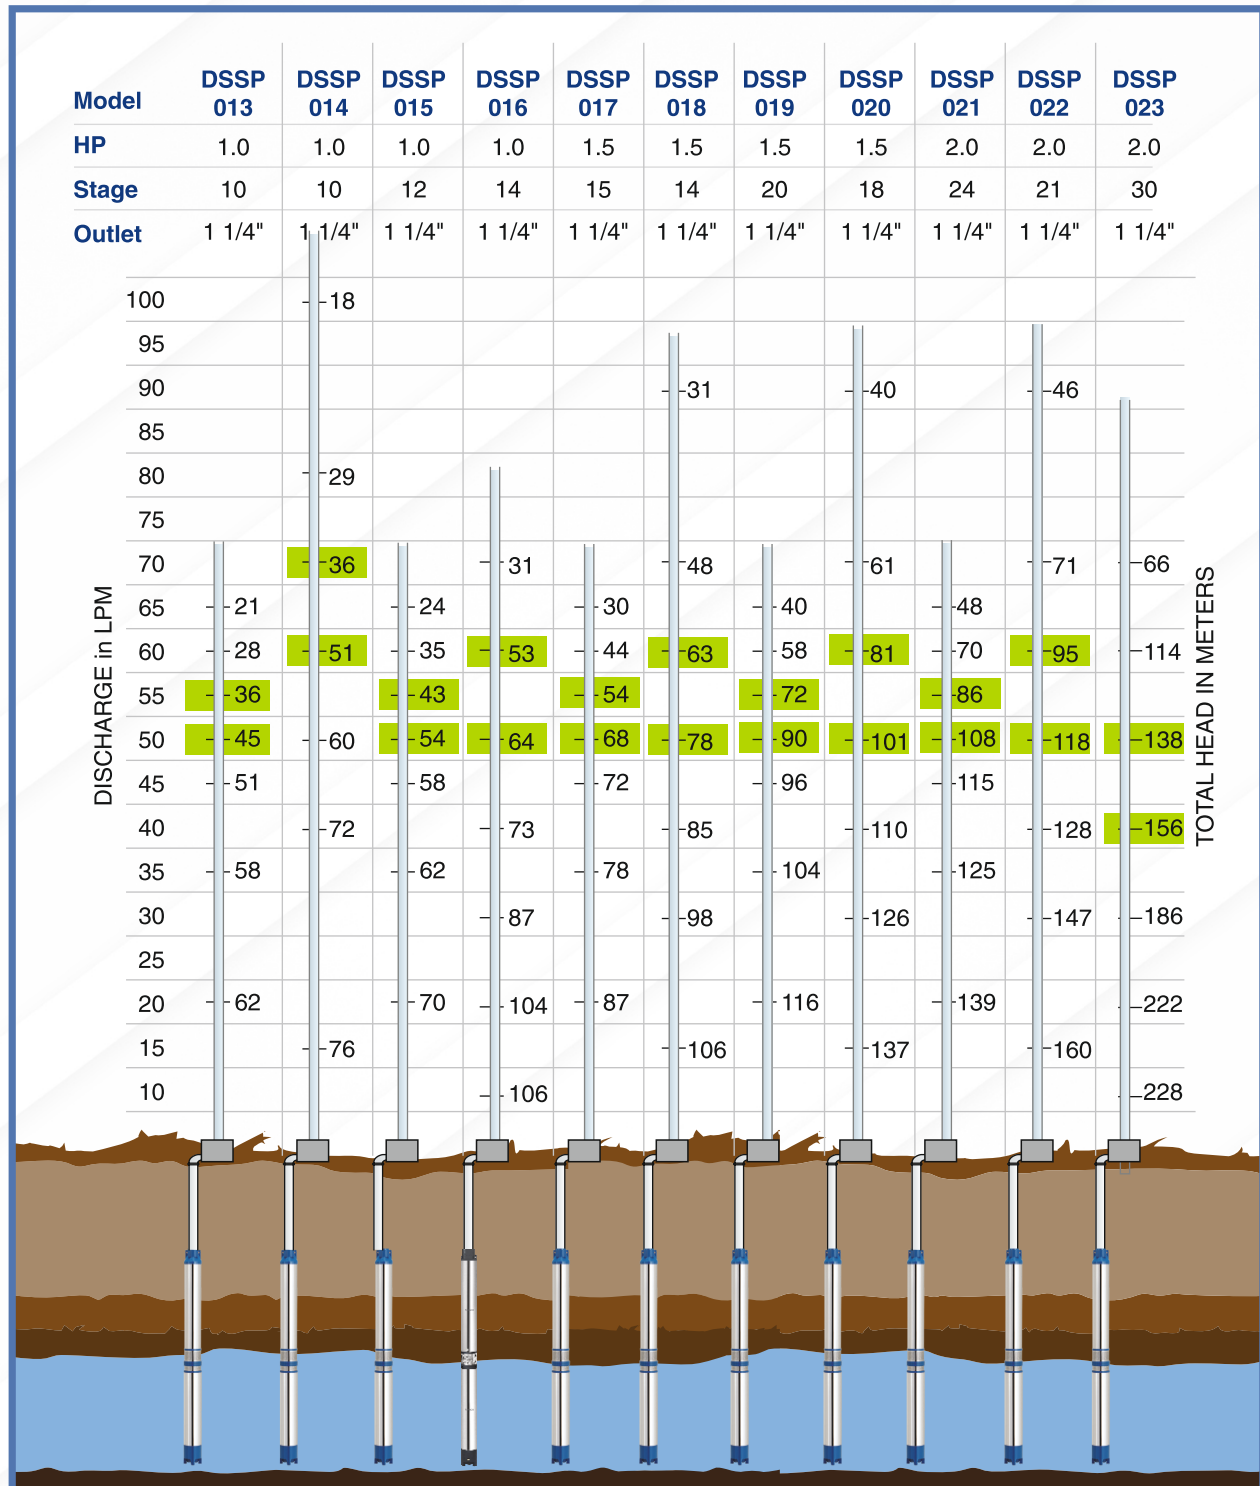 Model DSSP 013 DSSP 014 DSSP 015 DSSP 016 DSSP 017 DSSP 018 DSSP 019 DSSP 020 DSSP 021 DSSP 022 DSSP 023
HP 1.0 1.0 1.0 1.0 1.5 1.5 1.5 1.5 2.0 2.0 2.0
Stage 10 10 12 14 15 14 20 18 24 21 30
Outlet 1 1/4" 1 1/4" 1 1/4" 1 1/4" 1 1/4" 1 1/4" 1 1/4" 1 1/4" 1 1/4" 1 1/4" 1 1/4"
DISCHARGE in LPM
100 18
95
90 31 40 46
85
80 29
75
70 36 31 48 61 71 66
65 21 24 30 40 48
60 28 51 35 53 44 63 58 81 70 95 114
55 36 43 54 72 86
50 45 60 54 64 68 78 90 101 108 118 138
45 51 58 72 96 115
40 72 73 85 110 128 156
35 58 62 78 104 125
30 87 98 126 147 186
25
20 62 70 104 87 116 139 222
15 76 106 137 160
10 106 228
TOTAL HEAD IN METERS